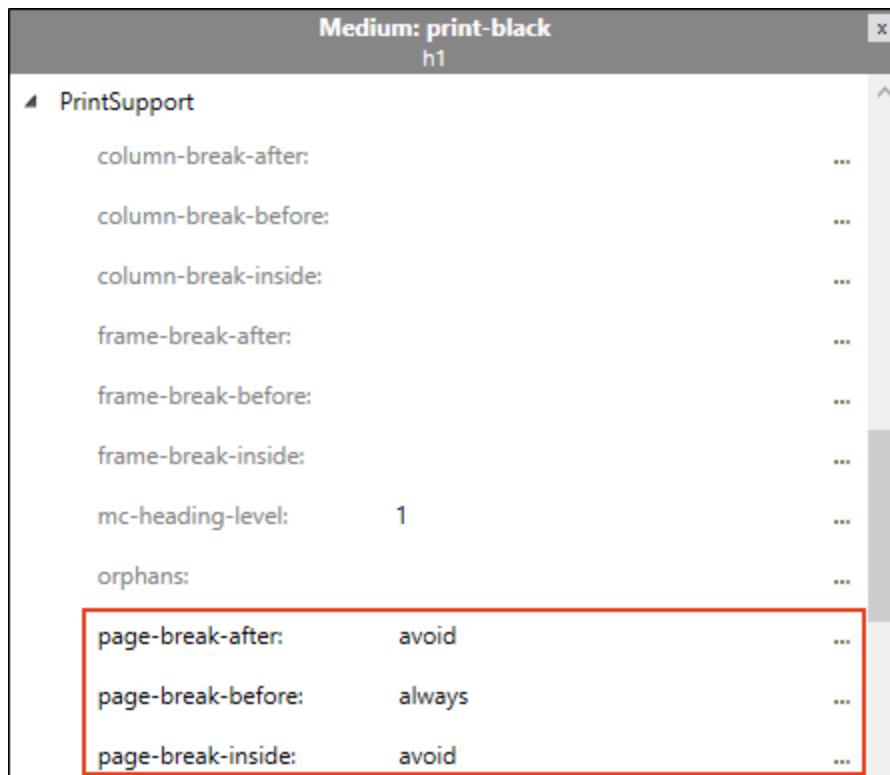 Medium: print-black
x
h1
PrintSupport
column-break-after: ...
column-break-before: ...
column-break-inside: ...
frame-break-after: ...
frame-break-before: ...
frame-break-inside: ...
mc-heading-level: 1 ...
orphans: ...
page-break-after: avoid ...
page-break-before: always ...
page-break-inside: avoid ...